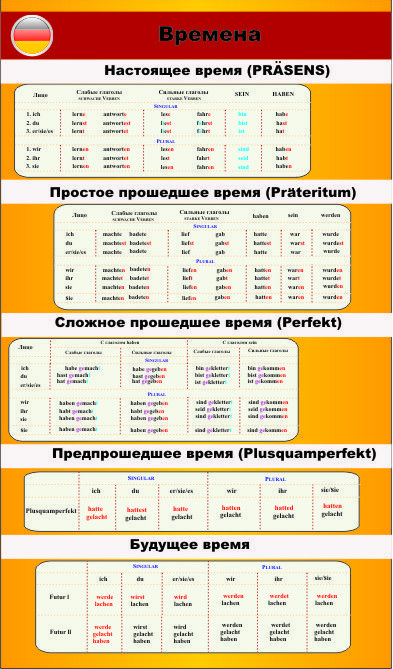 Времена
Настоящее время (PRÄSENS)
Лицо Слабые глаголы Сильные глаголы SEIN HABEN
SCHWACHE VERBEN STARKE VERBEN
SINGULAR
1. ich lerne antworte lese fahre bin habe
2. du lernst antwortest liest fährst bist hast
3. er/sie/es lernt antwortet liest fährt ist hat
PLURAL
1. wir lernen antworten lesen fahren sind haben
2. ihr lernt antwortet lest fahrt seid habt
3. sie lernen antworten lesen fahren sind haben
Простое прошедшее время (Präteritum)
Лицо Слабые глаголы Сильные глаголы haben sein werden
SCHWACHE VERBEN STARKE VERBEN
SINGULAR
ich machte badete lief gab hatte war wurde
du machtest badetest liefst gabst hattest warst wurdest
er/sie/es machte badete lief gab hatte war wurde
PLURAL
wir machten badeten liefen gaben hatten waren wurden
ihr machtet badetet lieft gabt hattet wart wurdet
sie machten badeten liefen gaben hatten waren wurden
Sie machten badeten liefen gaben hatten waren wurden
Сложное прошедшее время (Perfekt)
Лицо С глаголом haben С глаголом sein
Слабые глаголы Сильные глаголы Слабые глаголы Сильные глаголы
SINGULAR
ich habe gemacht habe gegeben bin geklettert bin gekommen
du hast gemacht hast gegeben bist geklettert bist gekommen
er/sie/es hat gemacht hat gegeben ist geklettert ist gekommen
PLURAL
wir haben gemacht haben gegeben sind geklettert sind gekommen
ihr habt gemacht habt gegeben seid geklettert seid gekommen
sie haben gemacht haben gegeben sind geklettert sind gekommen
Sie haben gemacht haben gegeben sind geklettert sind gekommen
Предпрошедшее время (Plusquamperfekt)
SINGULAR PLURAL
ich du er/sie/es wir ihr sie/Sie
Plusquamperfekt hatte hattest hatte hatten hatted hatten
gelacht gelacht gelacht gelacht gelacht gelacht
Будущее время
SINGULAR PLURAL
ich du er/sie/es wir ihr sie/Sie
Futur I werde wirst wird werden werdet werden
lachen lachen lachen lachen lachen lachen
Futur II werde wirst wird werden werdet werden
gelacht gelacht gelacht gelacht gelacht gelacht
haben haben haben haben haben haben